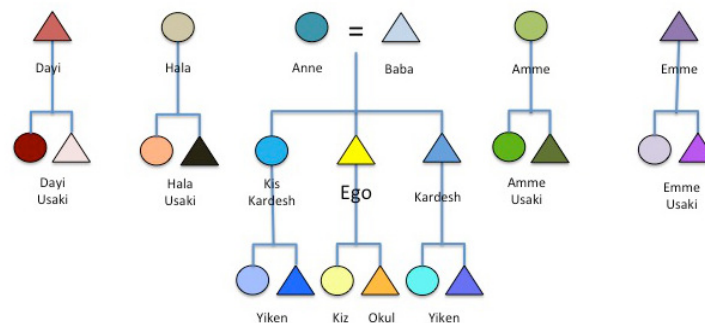 =
Dayi
Hala
Anne
Baba
Amme
Emme
Dayi
Usaki
Hala
Usaki
Kis
Kardesh
Ego
Kardesh
Amme
Usaki
Emme
Usaki
Yiken
Kiz
Okul
Yiken